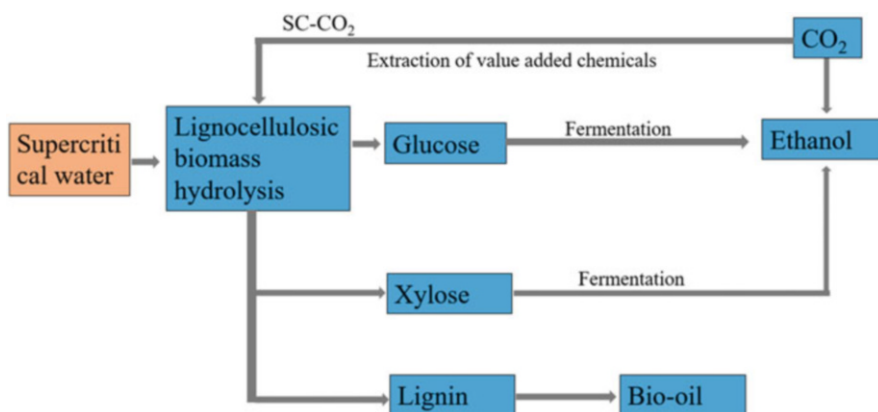 SC-CO₂
CO₂
Extraction of value added chemicals
Supercriti
cal water
Lignocellulosic
biomass
hydrolysis
Glucose
Fermentation
Ethanol
Xylose
Fermentation
Lignin
Bio-oil